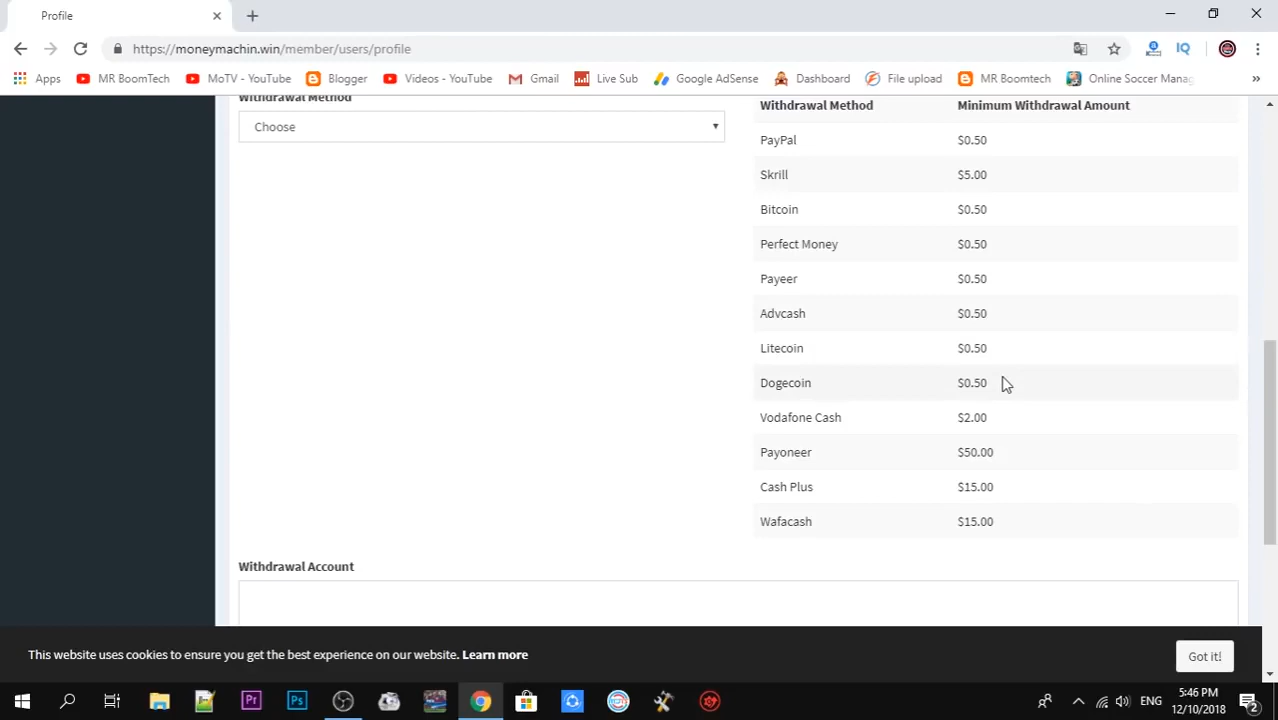 Profile
https://moneymachin.win/member/users/profile
Apps
MR BoomTech
MoTV - YouTube
Blogger
Videos - YouTube
Gmail
Live Sub
Google AdSense
Dashboard
File upload
MR Boomtech
Online Soccer Manag
Withdrawal Method
Choose
Withdrawal Method Minimum Withdrawal Amount
PayPal $0.50
Skrill $5.00
Bitcoin $0.50
Perfect Money $0.50
Payeer $0.50
Advcash $0.50
Litecoin $0.50
Dogecoin $0.50
Vodafone Cash $2.00
Payoneer $50.00
Cash Plus $15.00
Wafacash $15.00
Withdrawal Account
This website uses cookies to ensure you get the best experience on our website. Learn more
Got it!
Pr
Ps
ENG
5:46 PM
12/10/2018
2
IQ